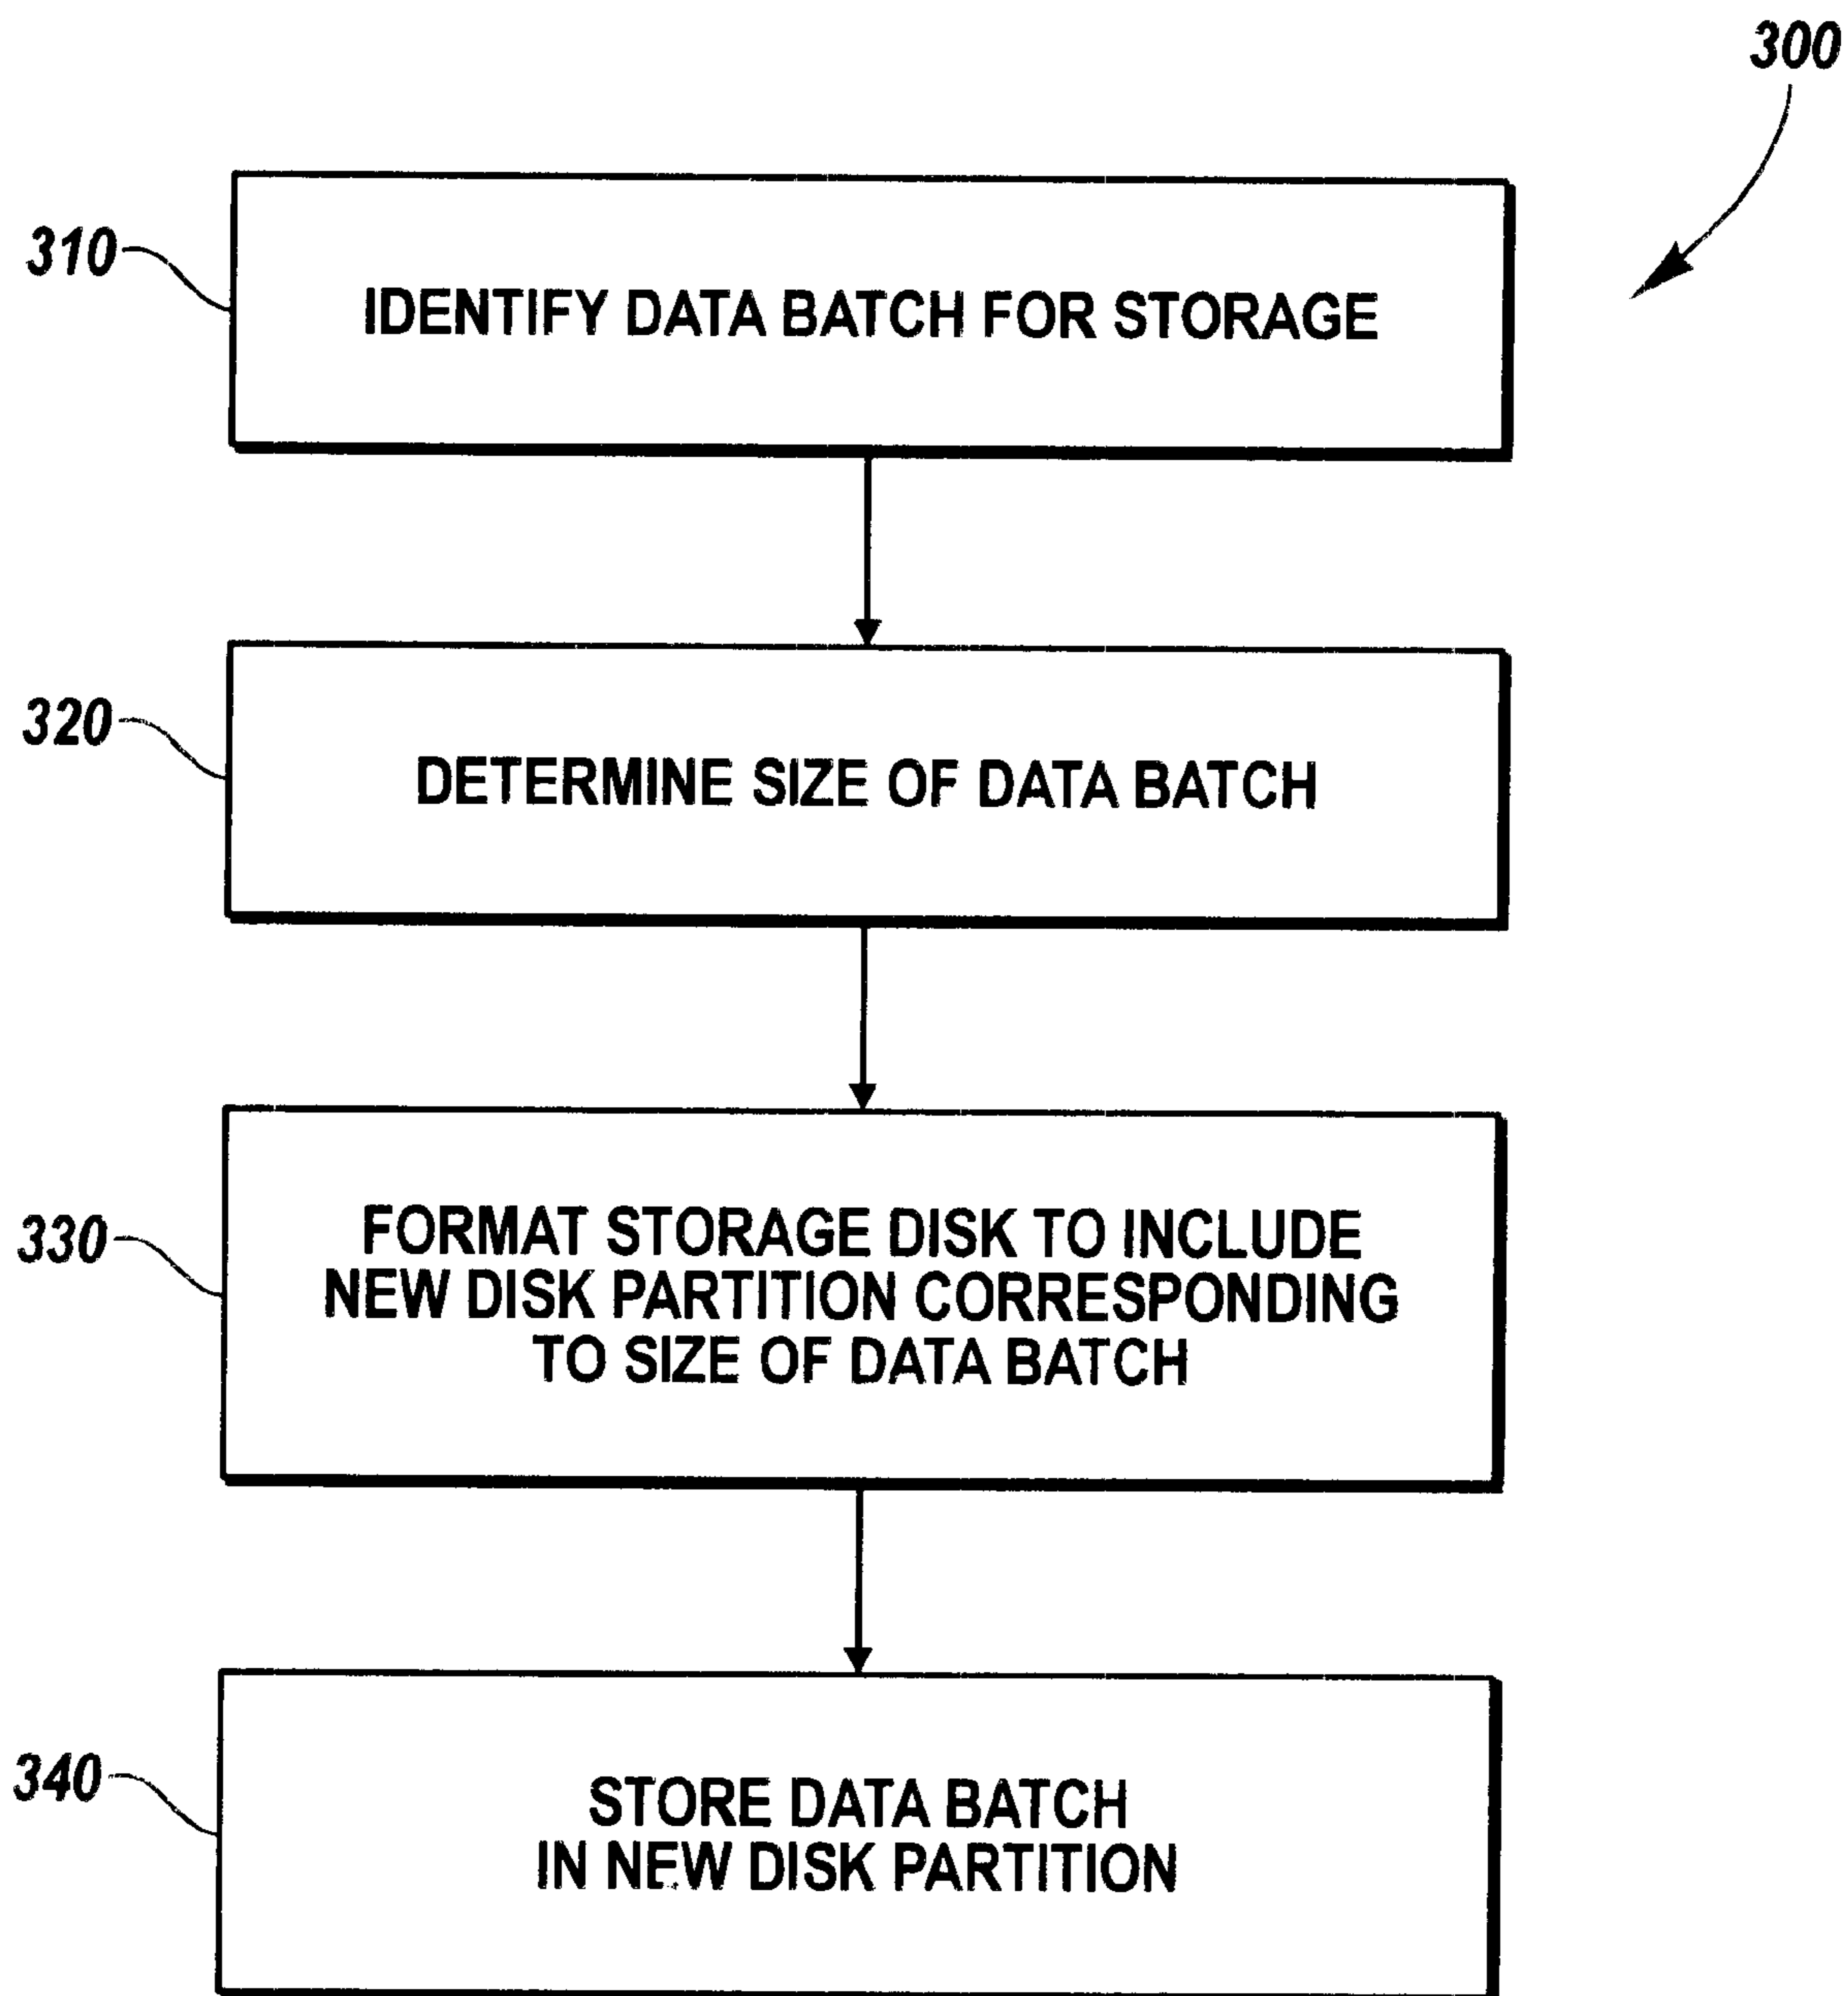 300
310
IDENTIFY DATA BATCH FOR STORAGE
320
DETERMINE SIZE OF DATA BATCH
330
FORMAT STORAGE DISK TO INCLUDE
NEW DISK PARTITION CORRESPONDING
TO SIZE OF DATA BATCH
340
STORE DATA BATCH
IN NEW DISK PARTITION